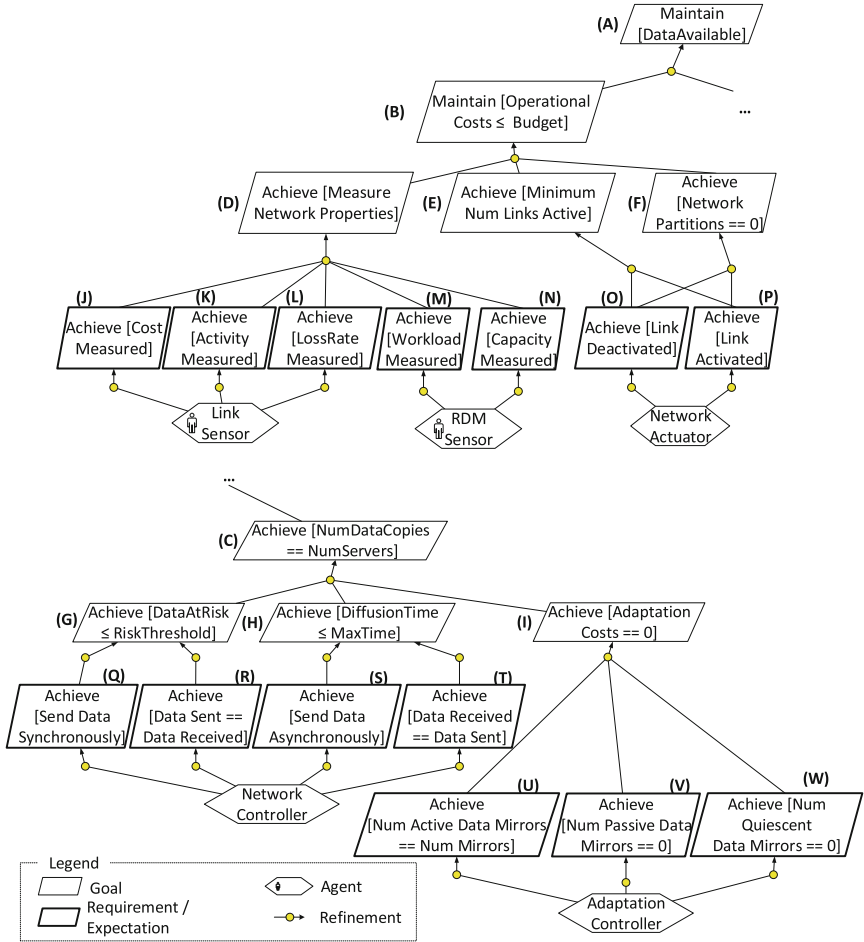 (A)
Maintain
[DataAvailable]
(B)
Maintain [Operational
Costs ≤ Budget]
...
(D)
Achieve [Measure
Network Properties]
(E)
Achieve [Minimum
Num Links Active]
(F)
Achieve
[Network
Partitions == 0]
(J)
Achieve [Cost
Measured]
(K)
Achieve
[Activity
Measured]
(L)
Achieve
[LossRate
Measured]
(M)
Achieve
[Workload
Measured]
(N)
Achieve
[Capacity
Measured]
(O)
Achieve [Link
Deactivated]
(P)
Achieve
[Link
Activated]
Link
Sensor
RDM
Sensor
Network
Actuator
...
(C)
Achieve [NumDataCopies
== NumServers]
(G)
Achieve [DataAtRisk
≤ RiskThreshold]
(H)
Achieve [DiffusionTime
≤ MaxTime]
(I)
Achieve [Adaptation
Costs == 0]
(Q)
Achieve
[Send Data
Synchronously]
(R)
Achieve
[Data Sent ==
Data Received]
(S)
Achieve
[Send Data
Asynchronously]
(T)
Achieve
[Data Received
== Data Sent]
Network
Controller
(U)
Achieve
[Num Active Data Mirrors
== Num Mirrors]
(V)
Achieve
[Num Passive Data
Mirrors == 0]
(W)
Achieve [Num
Quiescent
Data Mirrors == 0]
Adaptation
Controller
Legend
Goal
Agent
Requirement /
Expectation
Refinement